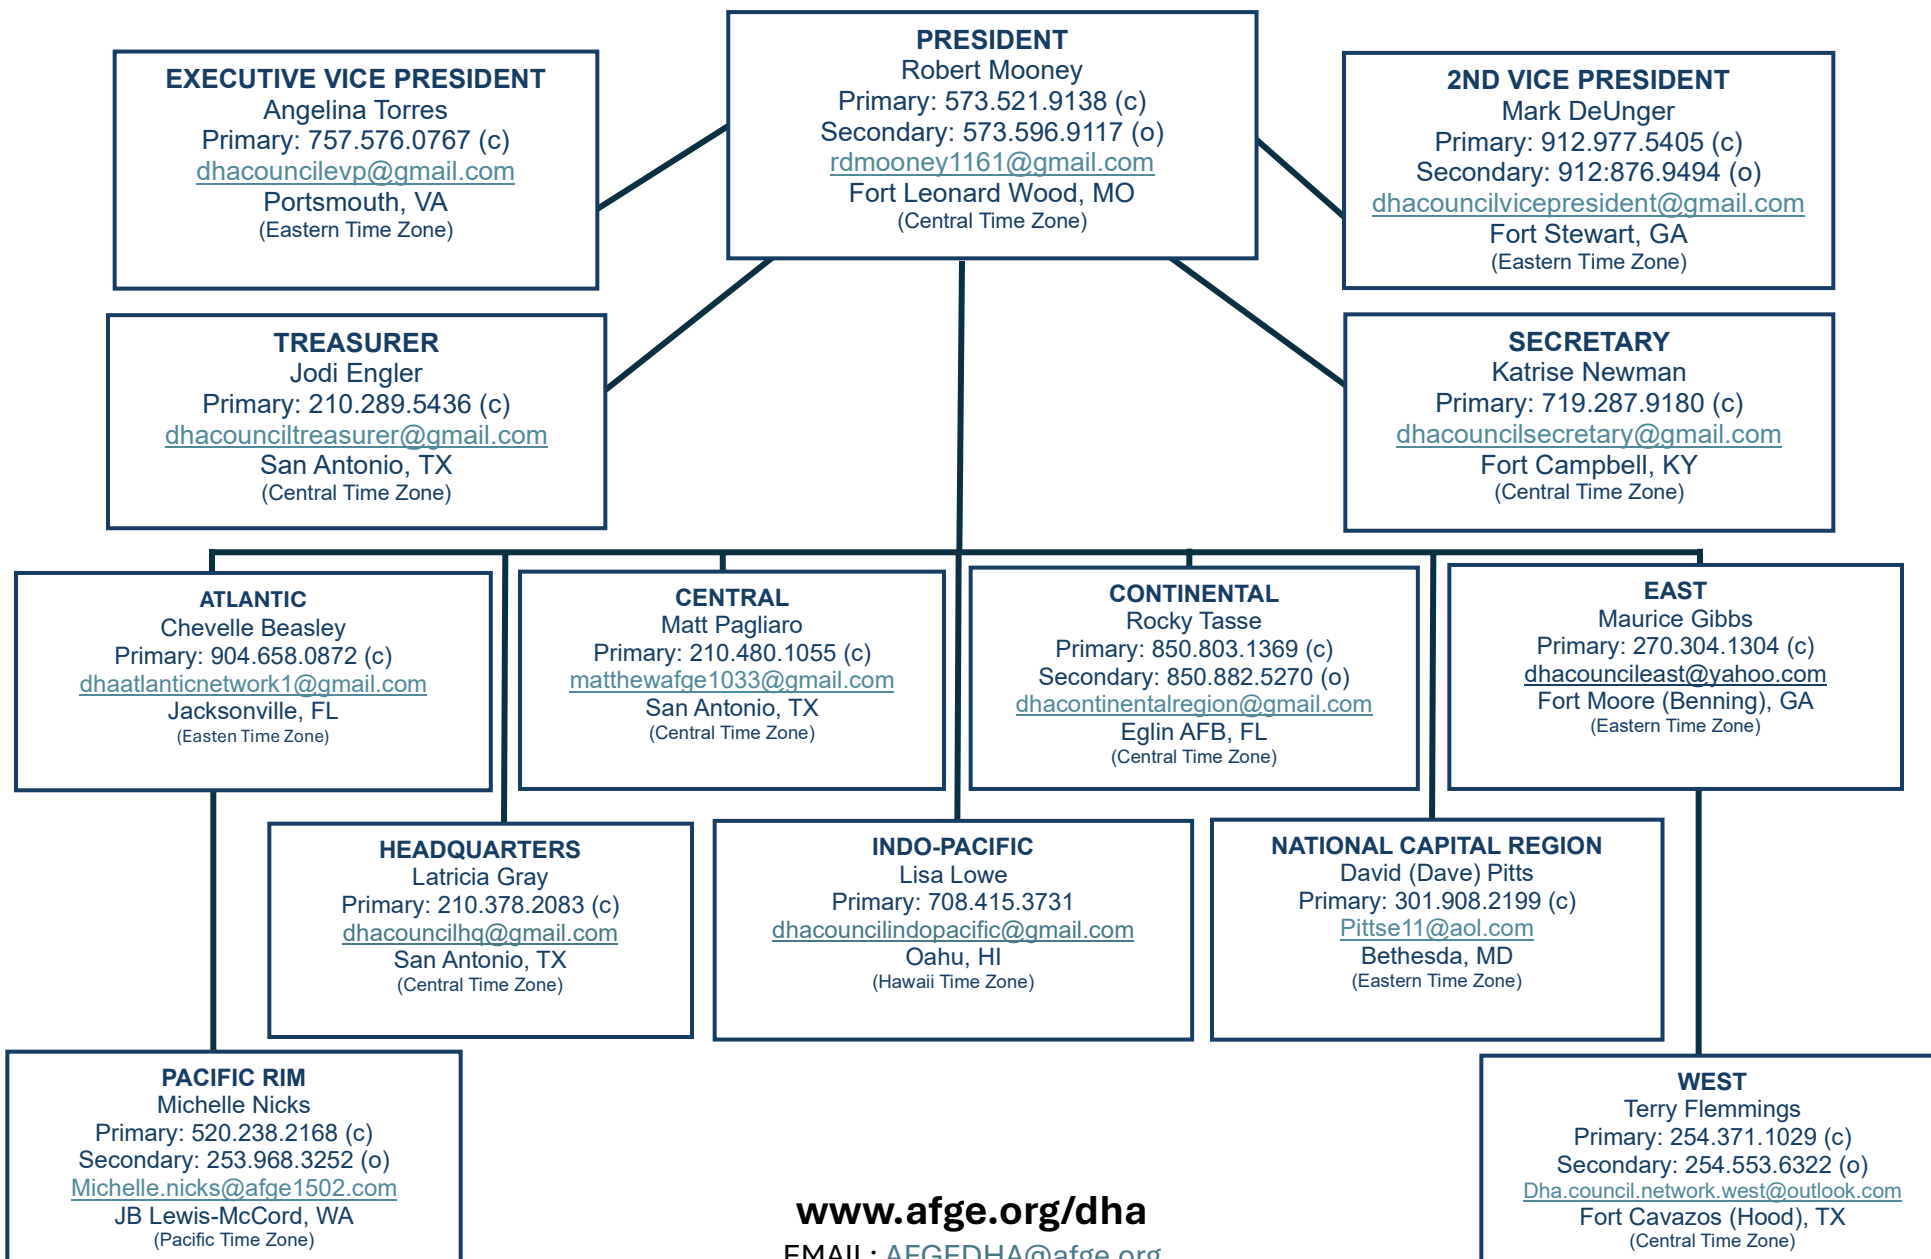 PRESIDENT
Robert Mooney
Primary: 573.521.9138 (c)
Secondary: 573.596.9117 (o)
rdmooney1161@gmail.com
Fort Leonard Wood, MO
(Central Time Zone)
EXECUTIVE VICE PRESIDENT
Angelina Torres
Primary: 757.576.0767 (c)
dhacouncilevp@gmail.com
Portsmouth, VA
(Eastern Time Zone)
2ND VICE PRESIDENT
Mark DeUnger
Primary: 912.977.5405 (c)
Secondary: 912:876.9494 (o)
dhacouncilvicepresident@gmail.com
Fort Stewart, GA
(Eastern Time Zone)
TREASURER
Jodi Engler
Primary: 210.289.5436 (c)
dhacounciltreasurer@gmail.com
San Antonio, TX
(Central Time Zone)
SECRETARY
Katrise Newman
Primary: 719.287.9180 (c)
dhacouncilsecretary@gmail.com
Fort Campbell, KY
(Central Time Zone)
ATLANTIC
Chevelle Beasley
Primary: 904.658.0872 (c)
dhaatlanticnetwork1@gmail.com
Jacksonville, FL
(Easten Time Zone)
CENTRAL
Matt Pagliaro
Primary: 210.480.1055 (c)
matthewafge1033@gmail.com
San Antonio, TX
(Central Time Zone)
CONTINENTAL
Rocky Tasse
Primary: 850.803.1369 (c)
Secondary: 850.882.5270 (o)
dhacontinentalregion@gmail.com
Eglin AFB, FL
(Central Time Zone)
EAST
Maurice Gibbs
Primary: 270.304.1304 (c)
dhacouncileast@yahoo.com
Fort Moore (Benning), GA
(Eastern Time Zone)
HEADQUARTERS
Latricia Gray
Primary: 210.378.2083 (c)
dhacouncilhq@gmail.com
San Antonio, TX
(Central Time Zone)
INDO-PACIFIC
Lisa Lowe
Primary: 708.415.3731
dhacouncilindopacific@gmail.com
Oahu, HI
(Hawaii Time Zone)
NATIONAL CAPITAL REGION
David (Dave) Pitts
Primary: 301.908.2199 (c)
Pittse11@aol.com
Bethesda, MD
(Eastern Time Zone)
PACIFIC RIM
Michelle Nicks
Primary: 520.238.2168 (c)
Secondary: 253.968.3252 (o)
Michelle.nicks@afge1502.com
JB Lewis-McCord, WA
(Pacific Time Zone)
WEST
Terry Flemmings
Primary: 254.371.1029 (c)
Secondary: 254.553.6322 (o)
Dha.council.network.west@outlook.com
Fort Cavazos (Hood), TX
(Central Time Zone)
www.afge.org/dha
EMAIL: AFGEDHA@afge.org